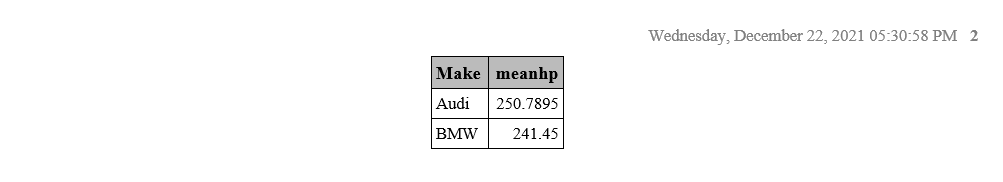 Wednesday, December 22, 2021 05:30:58 PM 2
Make meanhp
Audi 250.7895
BMW 241.45